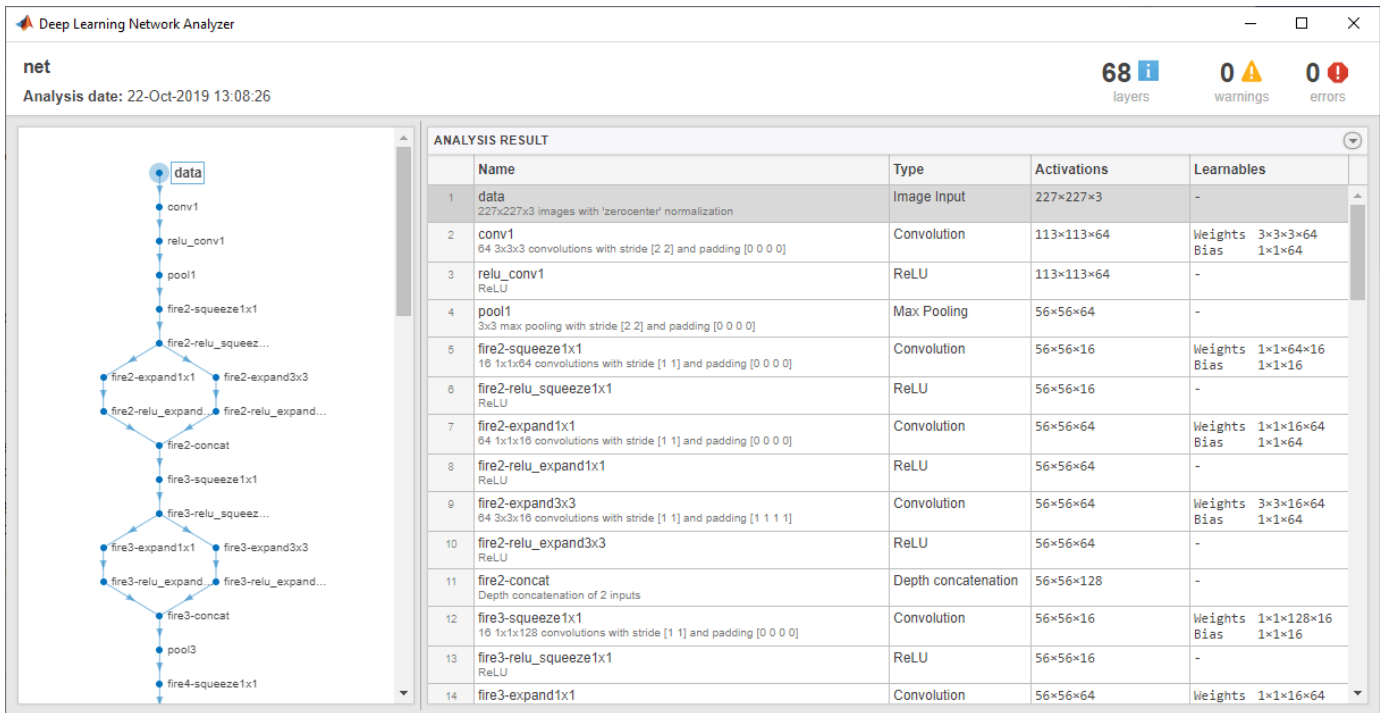 Deep Learning Network Analyzer
net
Analysis date: 22-Oct-2019 13:08:26
68 i
layers
0
warnings
0
errors
data
conv1
relu_conv1
pool1
fire2-squeeze1x1
fire2-relu_squeez...
fire2-expand1x1 fire2-expand3x3
fire2-relu_expand... fire2-relu_expand...
fire2-concat
fire3-squeeze1x1
fire3-relu_squeez...
fire3-expand1x1 fire3-expand3x3
fire3-relu_expand... fire3-relu_expand...
fire3-concat
pool3
fire4-squeeze1x1
ANALYSIS RESULT
Name Type Activations Learnables
1 data Image Input 227×227×3 -
227x227x3 images with 'zerocenter' normalization
2 conv1 Convolution 113×113×64 Weights 3×3×3×64
64 3x3x3 convolutions with stride [2 2] and padding [0 0 0 0] Bias 1×1×64
3 relu_conv1 ReLU 113×113×64 -
ReLU
4 pool1 Max Pooling 56×56×64 -
3x3 max pooling with stride [2 2] and padding [0 0 0 0]
5 fire2-squeeze1x1 Convolution 56×56×16 Weights 1×1×64×16
16 1x1x64 convolutions with stride [1 1] and padding [0 0 0 0] Bias 1×1×16
6 fire2-relu_squeeze1x1 ReLU 56×56×16 -
ReLU
7 fire2-expand1x1 Convolution 56×56×64 Weights 1×1×16×64
64 1x1x16 convolutions with stride [1 1] and padding [0 0 0 0] Bias 1×1×64
8 fire2-relu_expand1x1 ReLU 56×56×64 -
ReLU
9 fire2-expand3x3 Convolution 56×56×64 Weights 3×3×16×64
64 3x3x16 convolutions with stride [1 1] and padding [1 1 1 1] Bias 1×1×64
10 fire2-relu_expand3x3 ReLU 56×56×64 -
ReLU
11 fire2-concat Depth concatenation 56×56×128 -
Depth concatenation of 2 inputs
12 fire3-squeeze1x1 Convolution 56×56×16 Weights 1×1×128×16
16 1x1x128 convolutions with stride [1 1] and padding [0 0 0 0] Bias 1×1×16
13 fire3-relu_squeeze1x1 ReLU 56×56×16 -
ReLU
14 fire3-expand1x1 Convolution 56×56×64 Weights 1×1×16×64